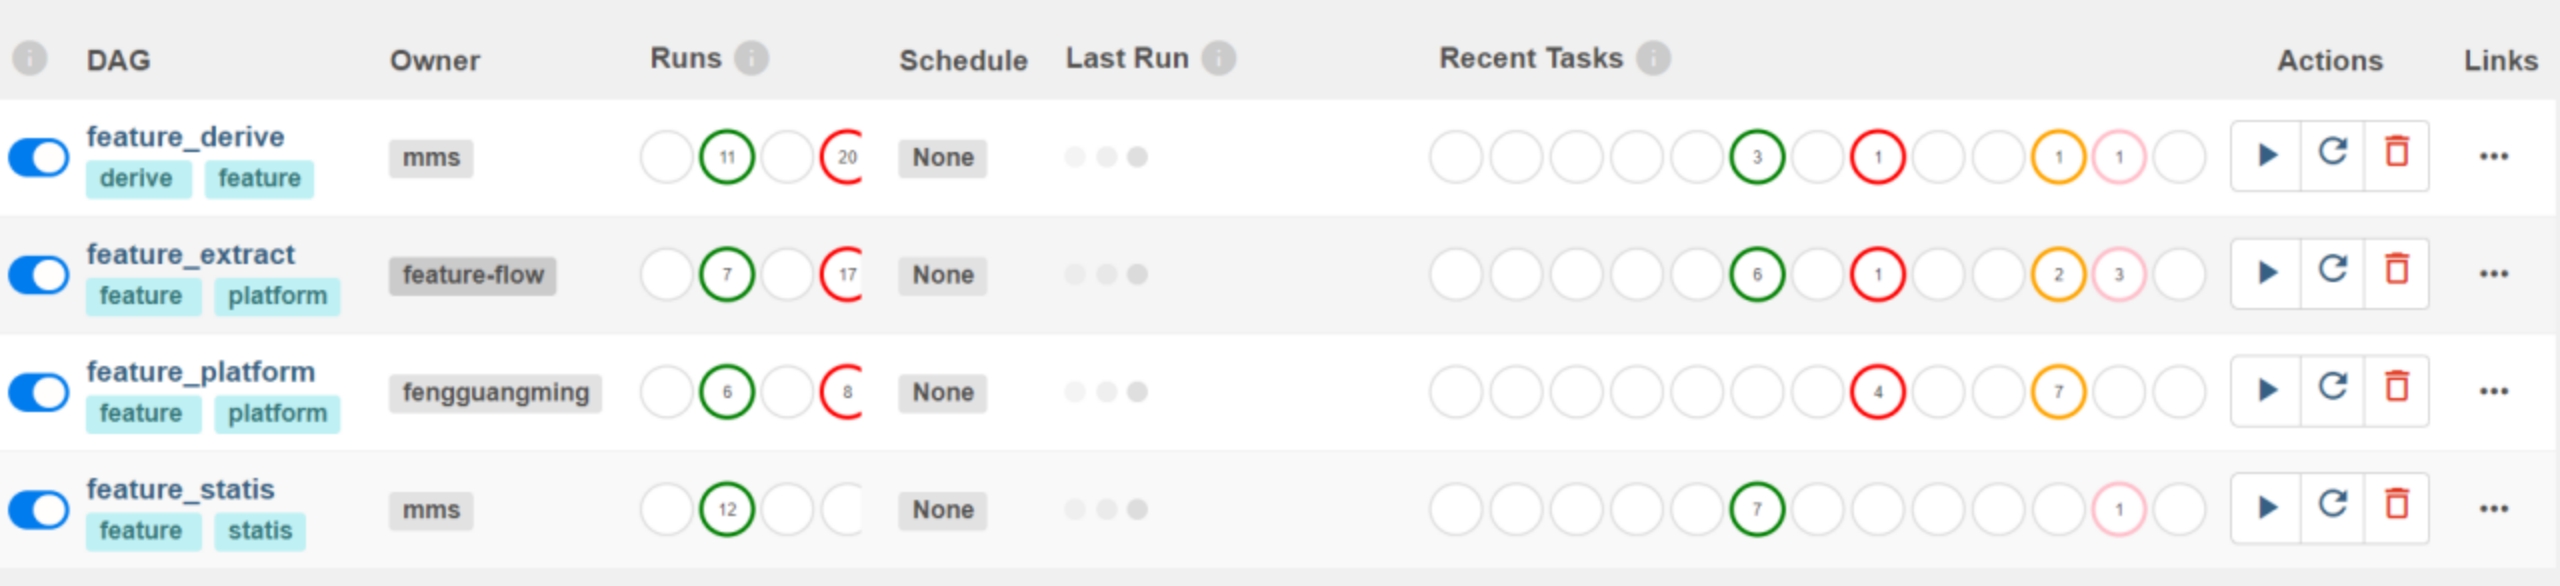 DAG Owner Runs Schedule Last Run Recent Tasks Actions Links
feature_derive
derive feature
mms 11 20 None 3 1 1 1
feature_extract
feature platform
feature-flow 7 17 None 6 1 2 3
feature_platform
feature platform
fengguangming 6 8 None 4 7
feature_statis
feature statis
mms 12 None 7 1